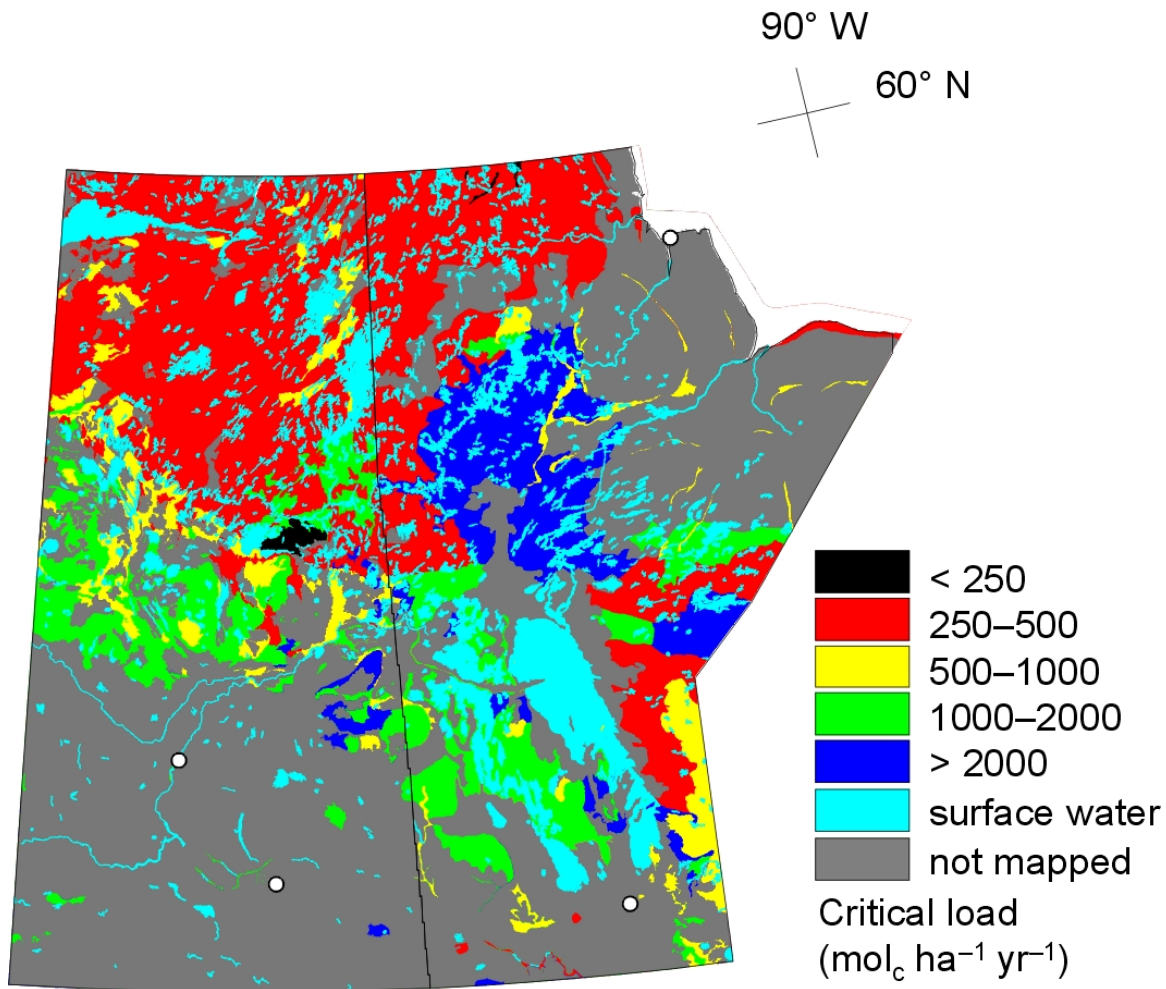 90° W
60° N
< 250
250–500
500–1000
1000–2000
> 2000
surface water
not mapped
Critical load
(mol_c ha⁻¹ yr⁻¹)